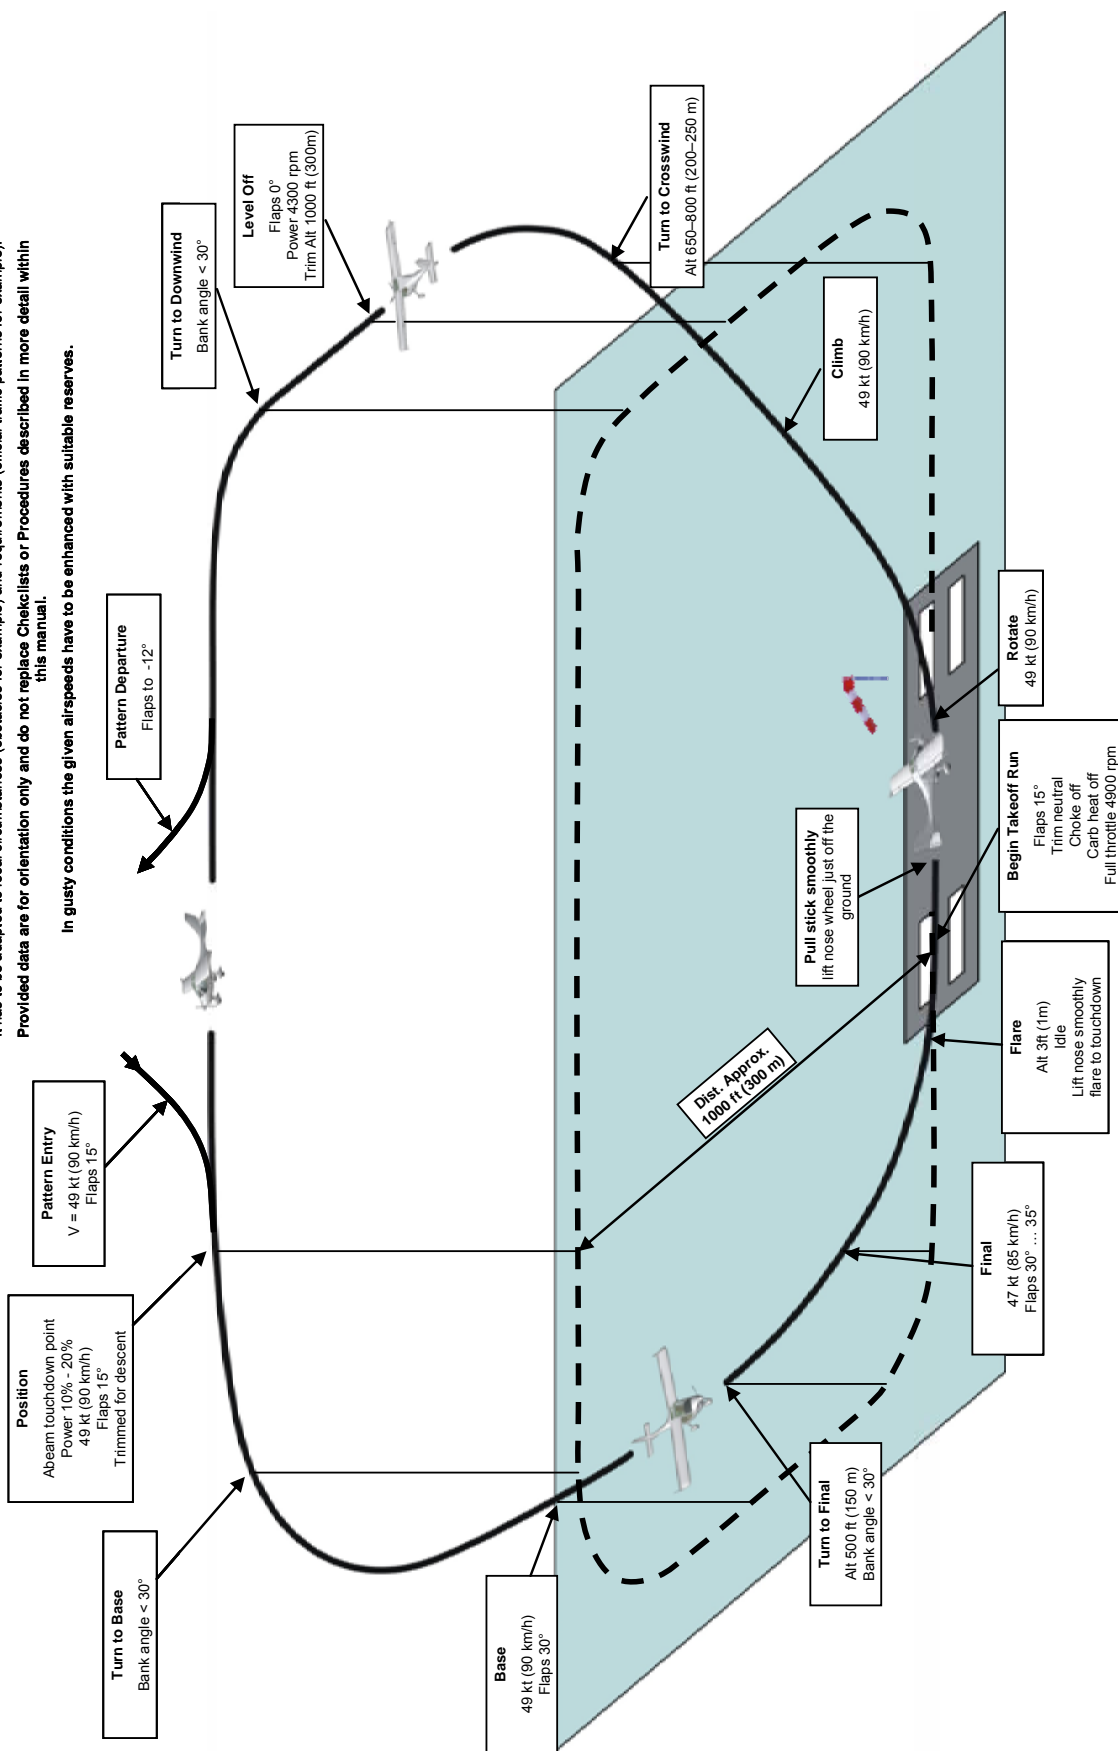 Provided data are for orientation only and do not replace Chekclists or Procedures described in more detail within
this manual.
In gusty conditions the given airspeeds have to be enhanced with suitable reserves.
Position
Abeam touchdown point
Power 10% - 20%
49 kt (90 km/h)
Flaps 15°
Trimmed for descent
Pattern Entry
V = 49 kt (90 km/h)
Flaps 15°
Pattern Departure
Flaps to -12°
Turn to Downwind
Bank angle < 30°
Level Off
Flaps 0°
Power 4300 rpm
Trim Alt 1000 ft (300m)
Turn to Base
Bank angle < 30°
Base
49 kt (90 km/h)
Flaps 30°
Turn to Crosswind
Alt 650–800 ft (200–250 m)
Climb
49 kt (90 km/h)
Dist. Approx.
1000 ft (300 m)
Pull stick smoothly
lift nose wheel just off the
ground
Turn to Final
Alt 500 ft (150 m)
Bank angle < 30°
Final
47 kt (85 km/h)
Flaps 30° ... 35°
Flare
Alt 3ft (1m)
Idle
Lift nose smoothly
flare to touchdown
Begin Takeoff Run
Flaps 15°
Trim neutral
Choke off
Carb heat off
Full throttle 4900 rpm
Rotate
49 kt (90 km/h)